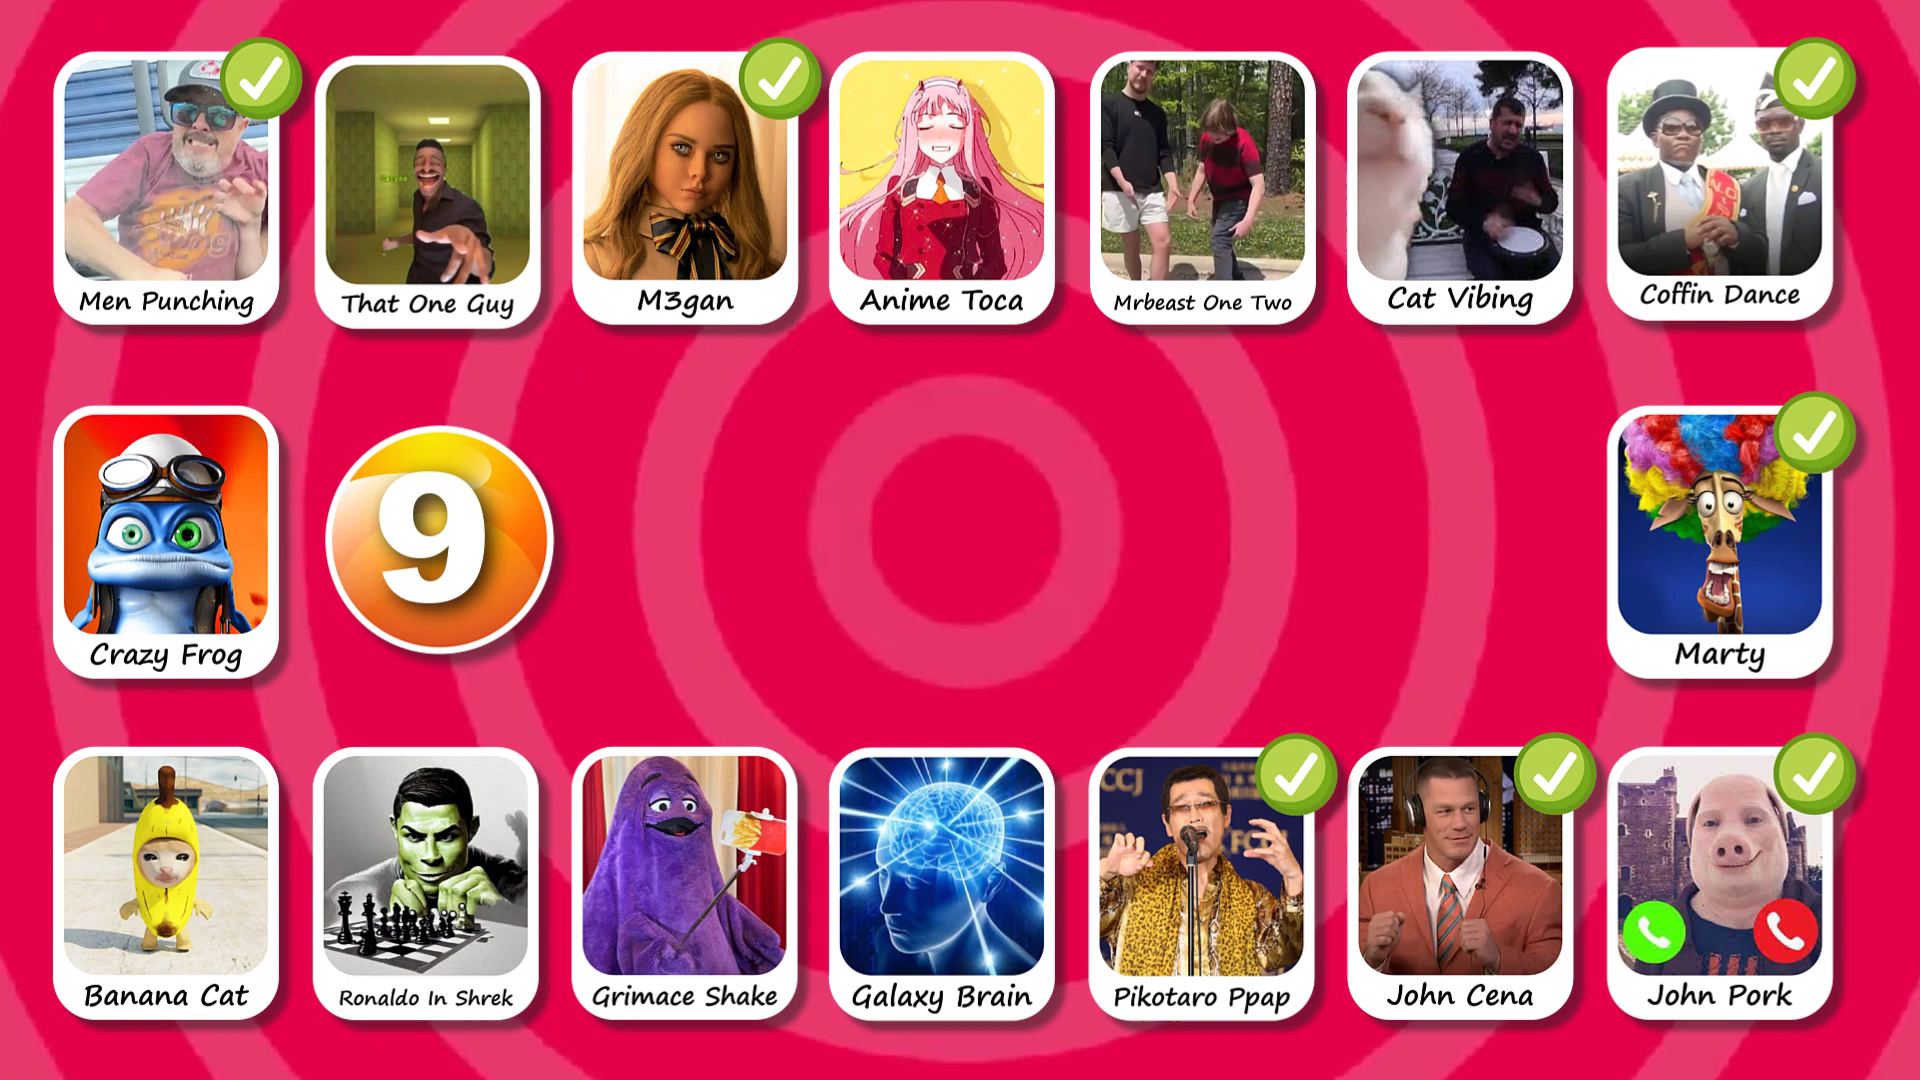 Men Punching
That One Guy
M3gan
Anime Toca
Mrbeast One Two
Cat Vibing
Coffin Dance
Crazy Frog
9
Marty
Banana Cat
Ronaldo In Shrek
Grimace Shake
Galaxy Brain
CCJ
Pikotaro Ppap
John Cena
John Pork